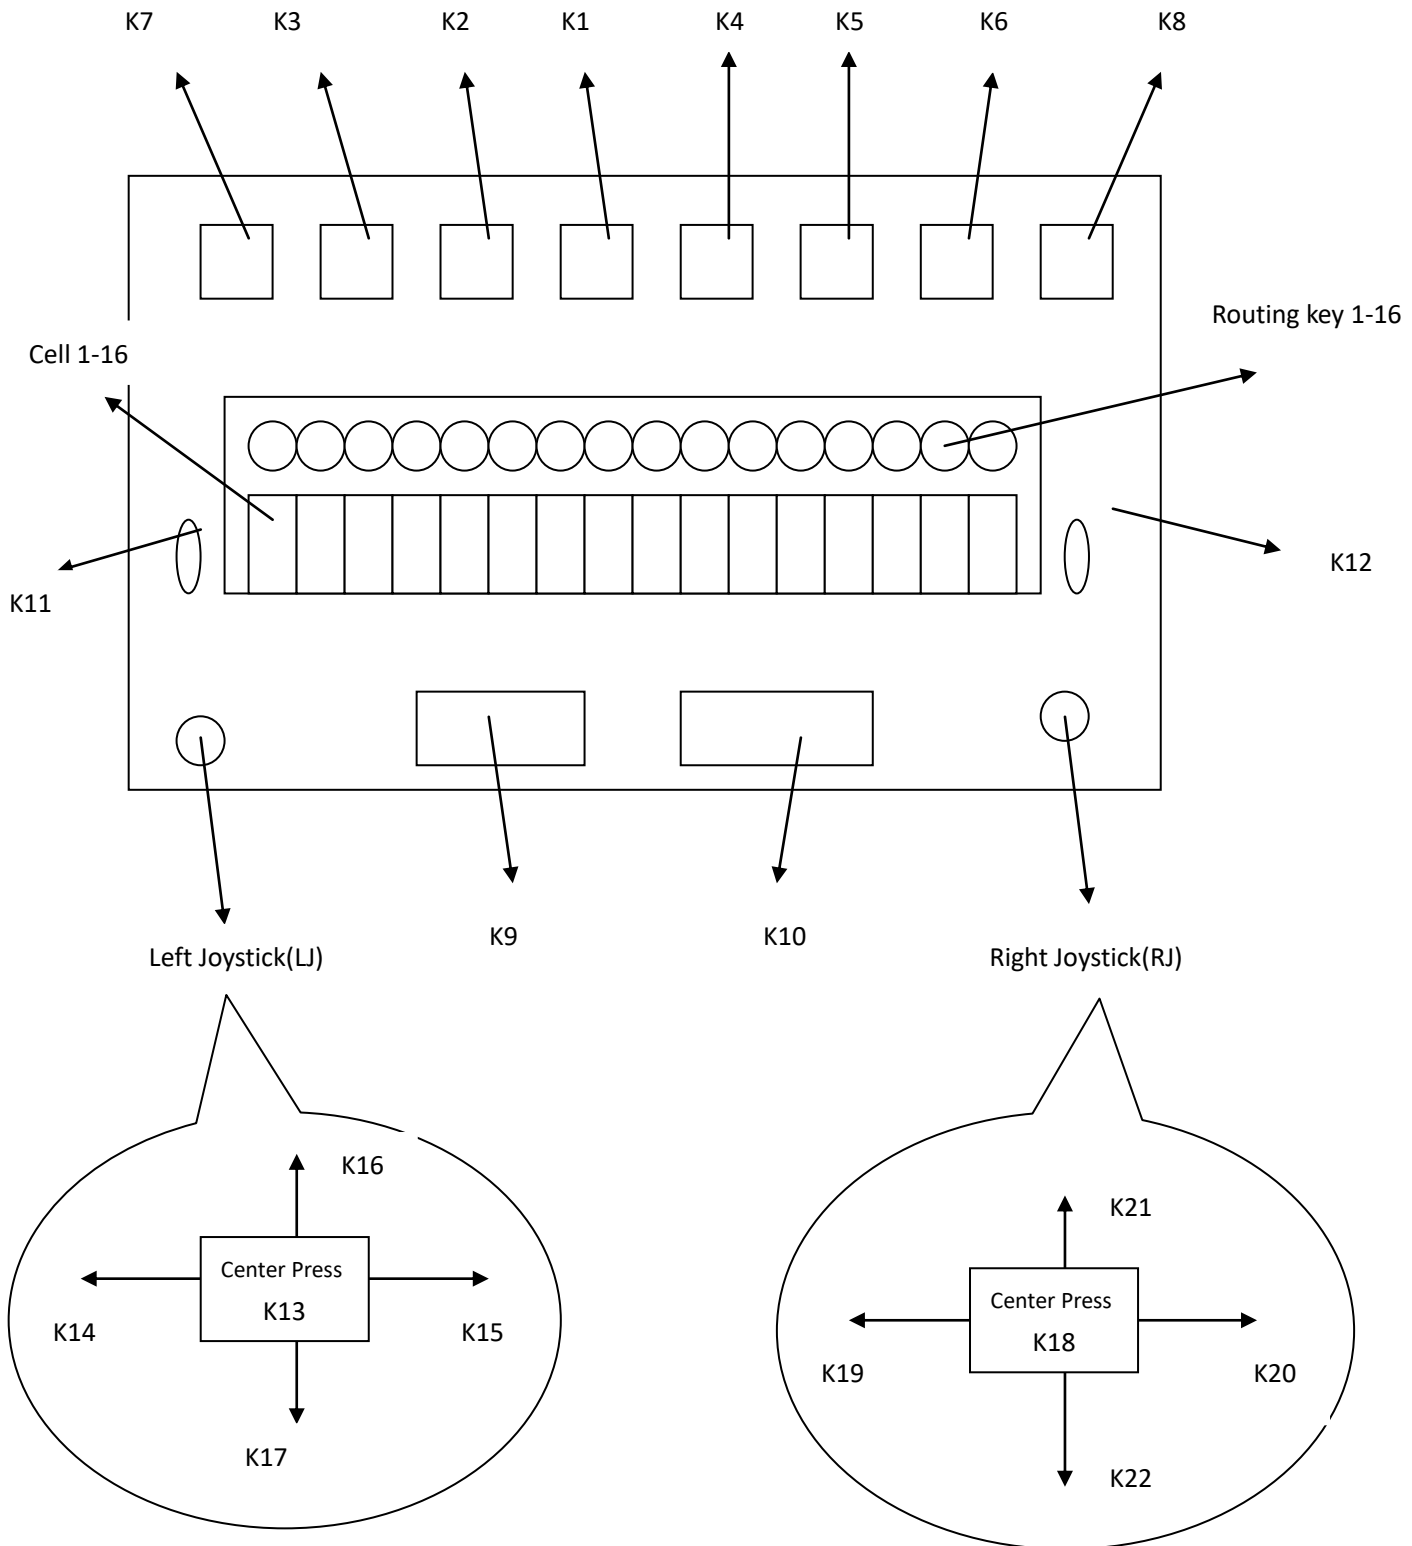 K7 K3 K2 K1 K4 K5 K6 K8
Routing key 1-16
Cell 1-16
K12
K11
K9 K10
Left Joystick(LJ) Right Joystick(RJ)
K16
K21
Center Press
K13
K14 K15
Center Press
K18
K19 K20
K17
K22